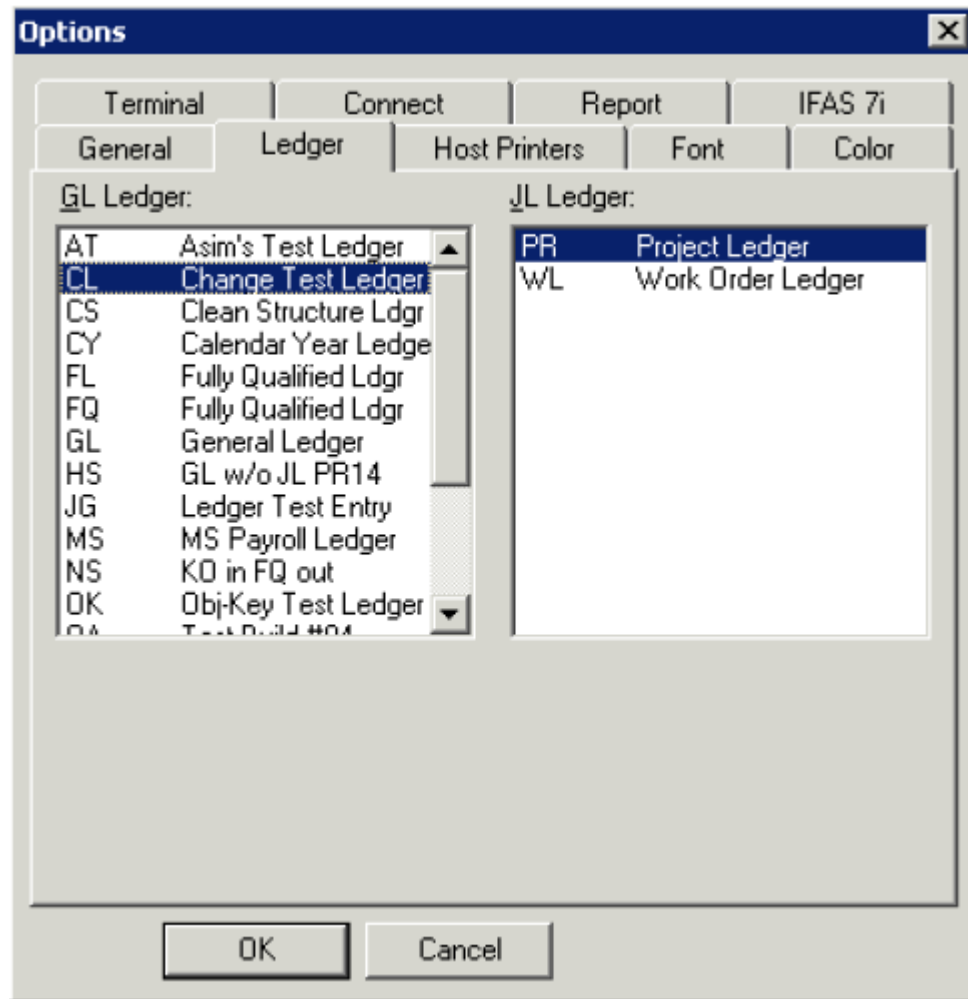 Options
Terminal Connect Report IFAS 7i
General Ledger Host Printers Font Color
GL Ledger:
AT Asim's Test Ledger
CL Change Test Ledger
CS Clean Structure Ldgr
CY Calendar Year Ledge
FL Fully Qualified Ldgr
FQ Fully Qualified Ldgr
GL General Ledger
HS GL w/o JL PR14
JG Ledger Test Entry
MS MS Payroll Ledger
NS KO in FQ out
OK Obj-Key Test Ledger
JL Ledger:
PR Project Ledger
WL Work Order Ledger
OK Cancel